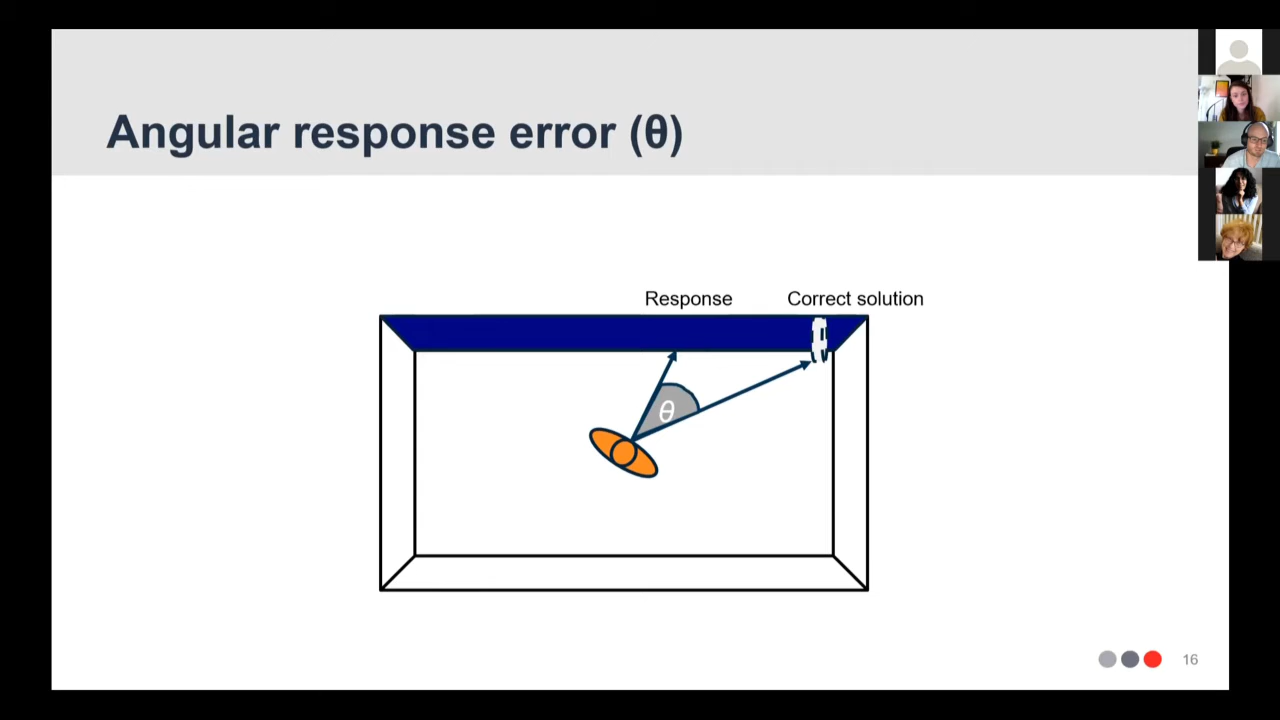 Angular response error (θ)
Response Correct solution
θ
16